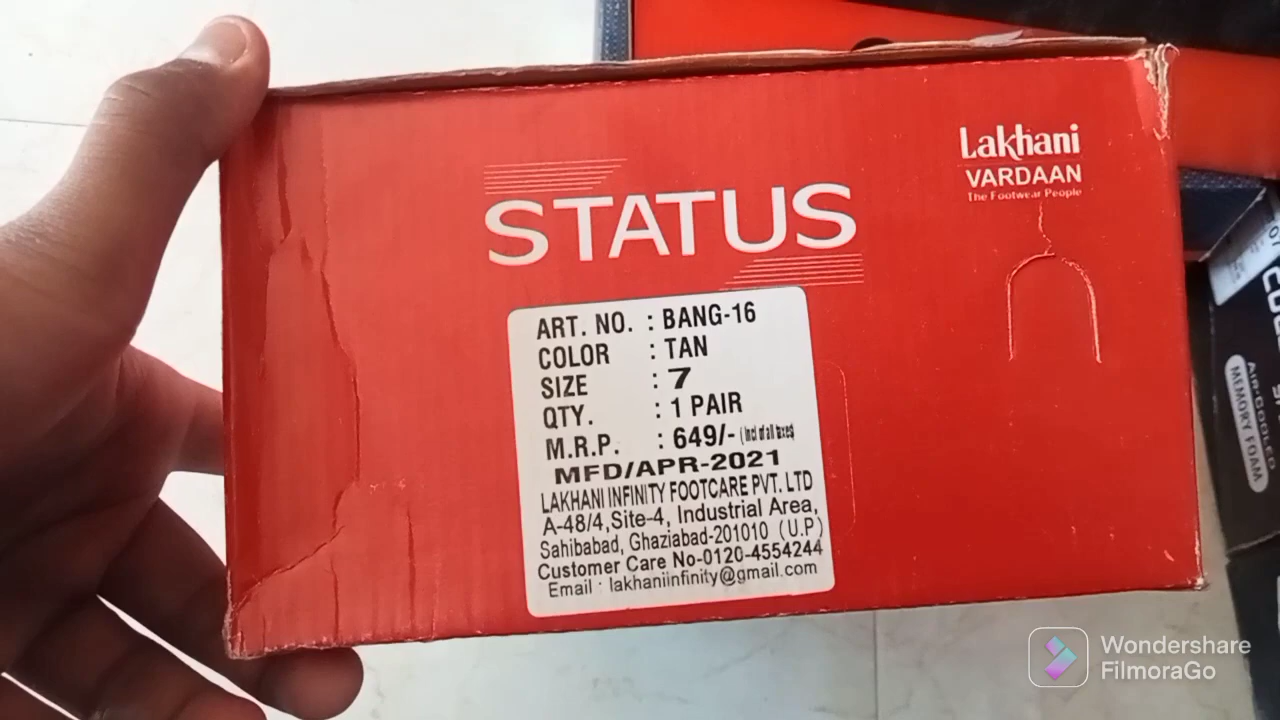 Lakhani
VARDAAN
The Footwear People
STATUS
ART. NO. : BANG-16
COLOR : TAN
SIZE : 7
QTY. : 1 PAIR
M.R.P. : 649/- (Incl of all taxes)
MFD/APR-2021
LAKHANI INFINITY FOOTCARE PVT. LTD
A-48/4,Site-4, Industrial Area,
Sahibabad, Ghaziabad-201010 (U.P)
Customer Care No-0120-4554244
Email : lakhaniinfinity@gmail.com
AIR-COOLED
MEMORY FOAM
Wondershare
FilmoraGo